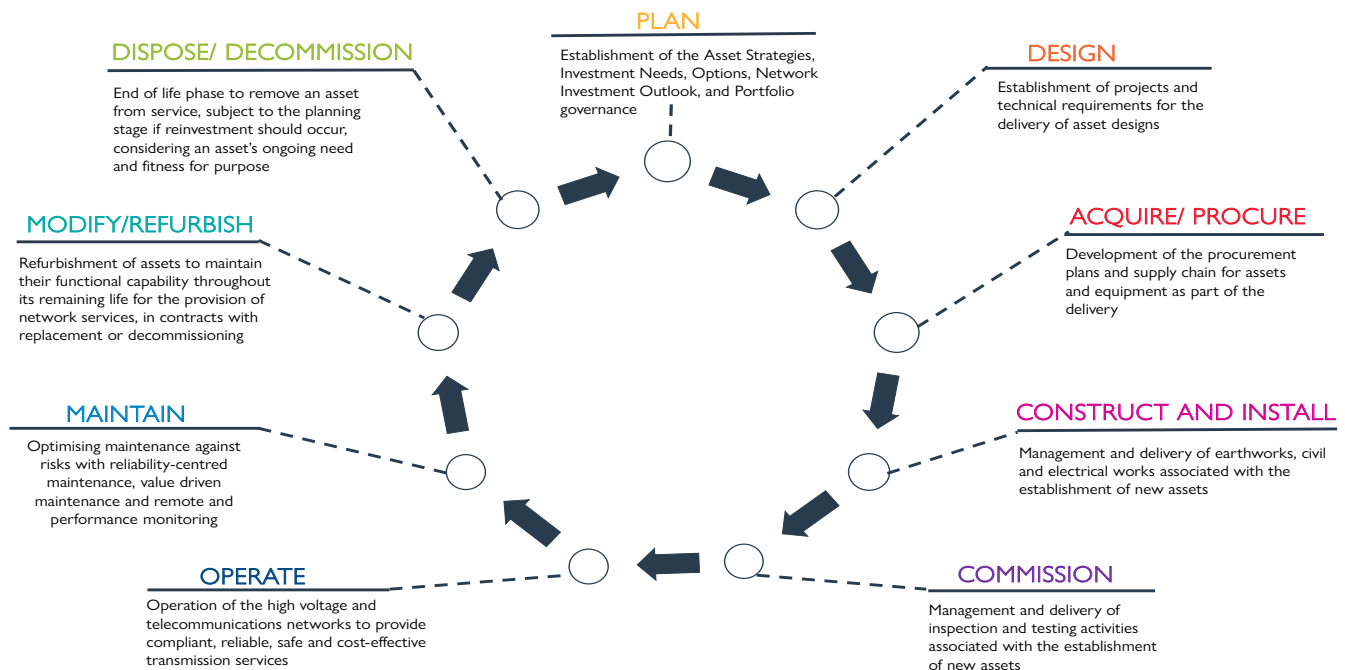 PLAN
Establishment of the Asset Strategies,
Investment Needs, Options, Network
Investment Outlook, and Portfolio
governance
DESIGN
Establishment of projects and
technical requirements for the
delivery of asset designs
ACQUIRE/ PROCURE
Development of the procurement
plans and supply chain for assets
and equipment as part of the
delivery
CONSTRUCT AND INSTALL
Management and delivery of earthworks, civil
and electrical works associated with the
establishment of new assets
COMMISSION
Management and delivery of
inspection and testing activities
associated with the establishment
of new assets
OPERATE
Operation of the high voltage and
telecommunications networks to provide
compliant, reliable, safe and cost-effective
transmission services
MAINTAIN
Optimising maintenance against
risks with reliability-centred
maintenance, value driven
maintenance and remote and
performance monitoring
MODIFY/REFURBISH
Refurbishment of assets to maintain
their functional capability throughout
its remaining life for the provision of
network services, in contracts with
replacement or decommissioning
DISPOSE/ DECOMMISSION
End of life phase to remove an asset
from service, subject to the planning
stage if reinvestment should occur,
considering an asset's ongoing need
and fitness for purpose